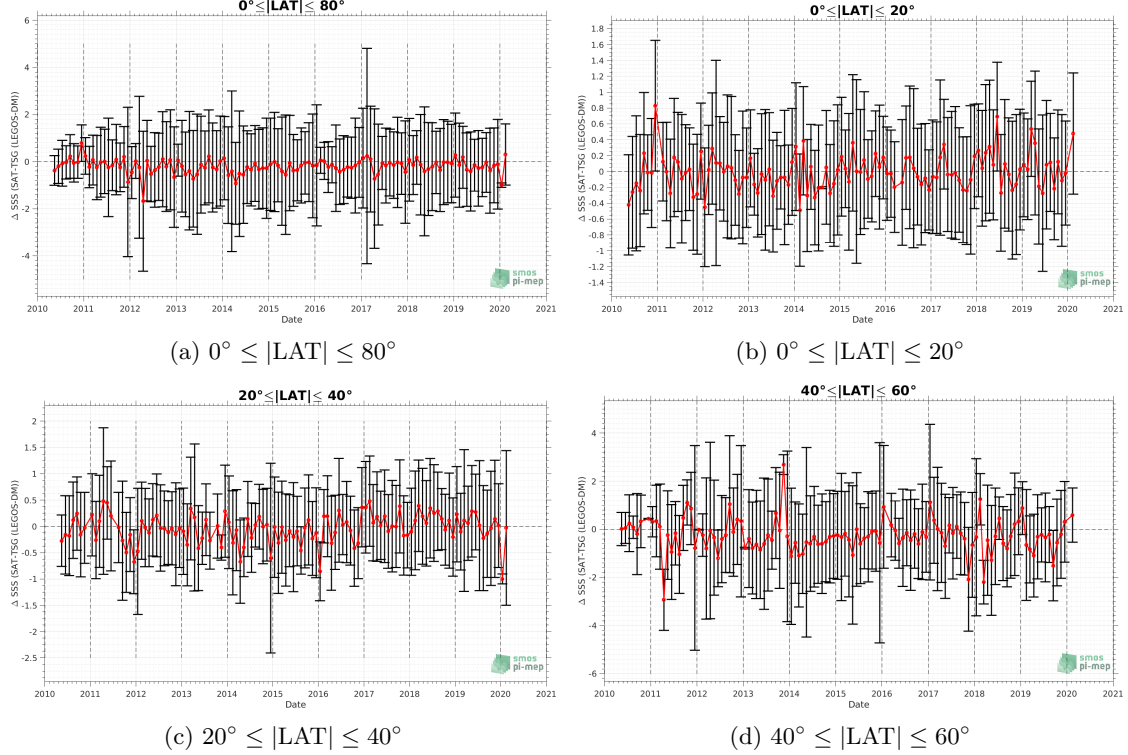 0°≤|LAT|≤ 80°
Δ SSS (SAT-TSG (LEGOS-DM))
6
4
2
0
-2
-4
2010 2011 2012 2013 2014 2015 2016 2017 2018 2019 2020 2021
Date
smos
pi-mep
(a) 0° ≤ |LAT| ≤ 80°
0°≤|LAT|≤ 20°
Δ SSS (SAT-TSG (LEGOS-DM))
1.8
1.6
1.4
1.2
1
0.8
0.6
0.4
0.2
0
-0.2
-0.4
-0.6
-0.8
-1
-1.2
-1.4
2010 2011 2012 2013 2014 2015 2016 2017 2018 2019 2020 2021
Date
smos
pi-mep
(b) 0° ≤ |LAT| ≤ 20°
20°≤|LAT|≤ 40°
Δ SSS (SAT-TSG (LEGOS-DM))
2
1.5
1
0.5
0
-0.5
-1
-1.5
-2
-2.5
2010 2011 2012 2013 2014 2015 2016 2017 2018 2019 2020 2021
Date
smos
pi-mep
(c) 20° ≤ |LAT| ≤ 40°
40°≤|LAT|≤ 60°
Δ SSS (SAT-TSG (LEGOS-DM))
4
2
0
-2
-4
-6
2010 2011 2012 2013 2014 2015 2016 2017 2018 2019 2020 2021
Date
smos
pi-mep
(d) 40° ≤ |LAT| ≤ 60°